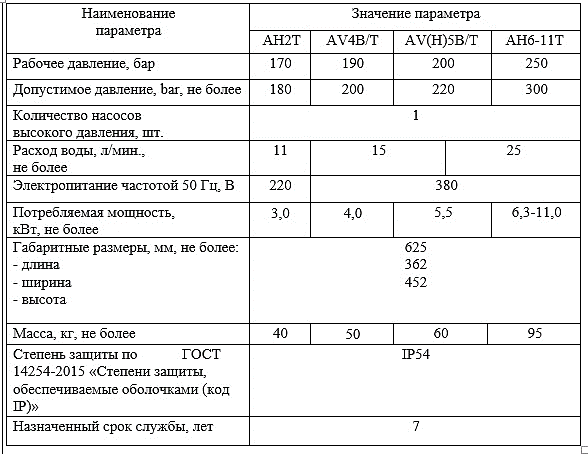 Наименование параметра
Значение параметра
АН2Т AV4B/T AV(H)5B/T АН6-11Т
Рабочее давление, бар 170 190 200 250
Допустимое давление, bar, не более 180 200 220 300
Количество насосов
высокого давления, шт. 1
Расход воды, л/мин., 11 15 25
не более
Электропитание частотой 50 Гц, В 220 380
Потребляемая мощность, 3,0 4,0 5,5 6,3-11,0
кВт, не более
Габаритные размеры, мм, не более: 625
- длина 362
- ширина 452
- высота
Масса, кг, не более 40 50 60 95
Степень защиты по ГОСТ IP54
14254-2015 «Степени защиты,
обеспечиваемые оболочками (код
IP)»
Назначенный срок службы, лет 7